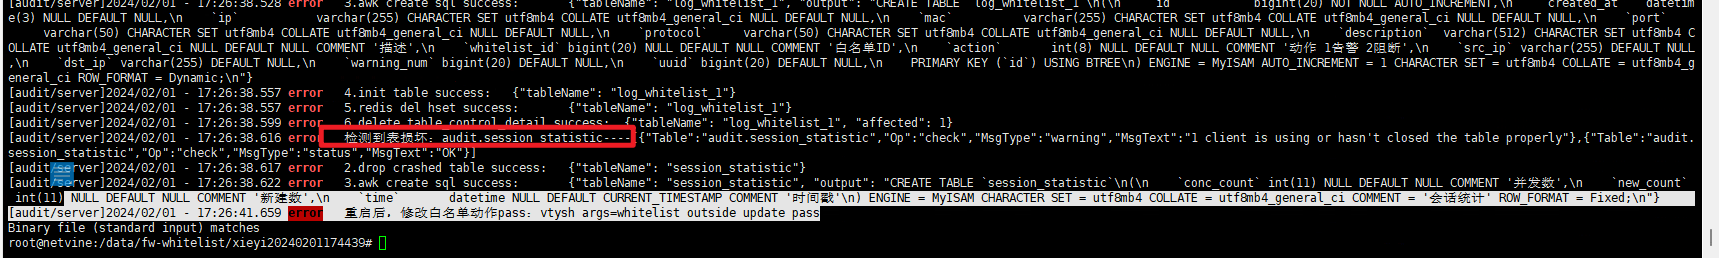 [audit/server]2024/02/01 - 17:26:38.528 error   3.awk create sql success:      {"tableName": "log_whitelist_1", "output": "CREATE TABLE `log_whitelist_1`\n(\n    `id`          bigint(20) NOT NULL AUTO_INCREMENT,\n    `created_at`    datetim
e(3) NULL DEFAULT NULL,\n    `ip`          varchar(255) CHARACTER SET utf8mb4 COLLATE utf8mb4_general_ci NULL DEFAULT NULL,\n    `mac`         varchar(255) CHARACTER SET utf8mb4 COLLATE utf8mb4_general_ci NULL DEFAULT NULL,\n    `port`
     varchar(50) CHARACTER SET utf8mb4 COLLATE utf8mb4_general_ci NULL DEFAULT NULL,\n    `protocol`     varchar(50) CHARACTER SET utf8mb4 COLLATE utf8mb4_general_ci NULL DEFAULT NULL,\n    `description`  varchar(512) CHARACTER SET utf8mb4 C
OLLATE utf8mb4_general_ci NULL DEFAULT NULL COMMENT '描述',\n    `whitelist_id` bigint(20) NULL DEFAULT NULL COMMENT '白名单ID',\n    `action`       int(8) NULL DEFAULT NULL COMMENT '动作 1告警 2阻断',\n    `src_ip` varchar(255) DEFAULT NULL
,\n    `dst_ip` varchar(255) DEFAULT NULL,\n    `warning_num` bigint(20) DEFAULT NULL,\n    `uuid` bigint(20) DEFAULT NULL,\n    PRIMARY KEY (`id`) USING BTREE\n) ENGINE = MyISAM AUTO_INCREMENT = 1 CHARACTER SET = utf8mb4 COLLATE = utf8mb4_g
eneral_ci ROW_FORMAT = Dynamic;\n"}
[audit/server]2024/02/01 - 17:26:38.557 error   4.init table success:   {"tableName": "log_whitelist_1"}
[audit/server]2024/02/01 - 17:26:38.557 error   5.redis del hset success:      {"tableName": "log_whitelist_1"}
[audit/server]2024/02/01 - 17:26:38.599 error   6.delete table_control_detail success:  {"tableName": "log_whitelist_1", "affected": 1}
[audit/server]2024/02/01 - 17:26:38.616 error   检测到表损坏: audit.session_statistic----[{"Table":"audit.session_statistic","Op":"check","MsgType":"warning","MsgText":"1 client is using or hasn't closed the table properly"},{"Table":"audit.
session_statistic","Op":"check","MsgType":"status","MsgText":"OK"}]
[audit/server]2024/02/01 - 17:26:38.617 error   2.drop crashed table success:   {"tableName": "session_statistic"}
[audit/server]2024/02/01 - 17:26:38.622 error   3.awk create sql success:      {"tableName": "session_statistic", "output": "CREATE TABLE `session_statistic`\n(\n    `conc_count` int(11) NULL DEFAULT NULL COMMENT '并发数',\n    `new_count`
 int(11) NULL DEFAULT NULL COMMENT '新建数',\n    `time`      datetime NULL DEFAULT CURRENT_TIMESTAMP COMMENT '时间戳'\n) ENGINE = MyISAM CHARACTER SET = utf8mb4 COLLATE = utf8mb4_general_ci COMMENT = '会话统计' ROW_FORMAT = Fixed;\n"}
[audit/server]2024/02/01 - 17:26:41.659 error   重启后，修改白名单动作pass: vtysh args=whitelist outside update pass
Binary file (standard input) matches
root@netvine:/data/fw-whitelist/xieyi20240201174439#